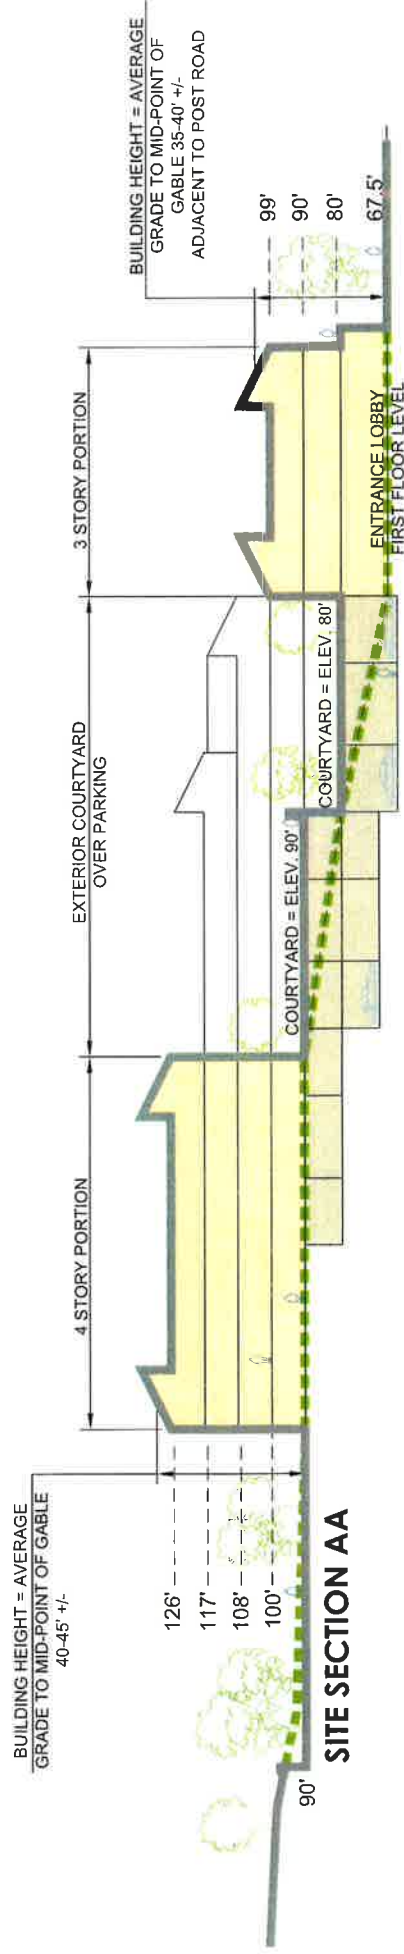 BUILDING HEIGHT = AVERAGE
GRADE TO MID-POINT OF GABLE
40-45' +/-
4 STORY PORTION
EXTERIOR COURTYARD
OVER PARKING
3 STORY PORTION
BUILDING HEIGHT = AVERAGE
GRADE TO MID-POINT OF
GABLE 35-40' +/-
ADJACENT TO POST ROAD
126'
117'
108'
100'
90'
COURTYARD = ELEV. 90'
COURTYARD = ELEV. 80'
ENTRANCE LOBBY
FIRST FLOOR LEVEL
99'
90'
80'
67.5'
SITE SECTION AA